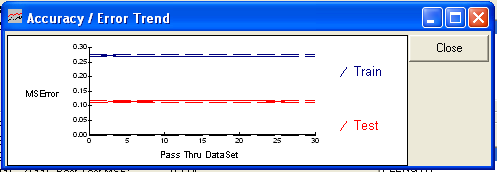 Accuracy / Error Trend
Close
0.30
0.25
0.20
0.15
0.10
0.05
0.00
MSError
0 5 10 15 20 25 30
Pass Thru DataSet
Train
Test